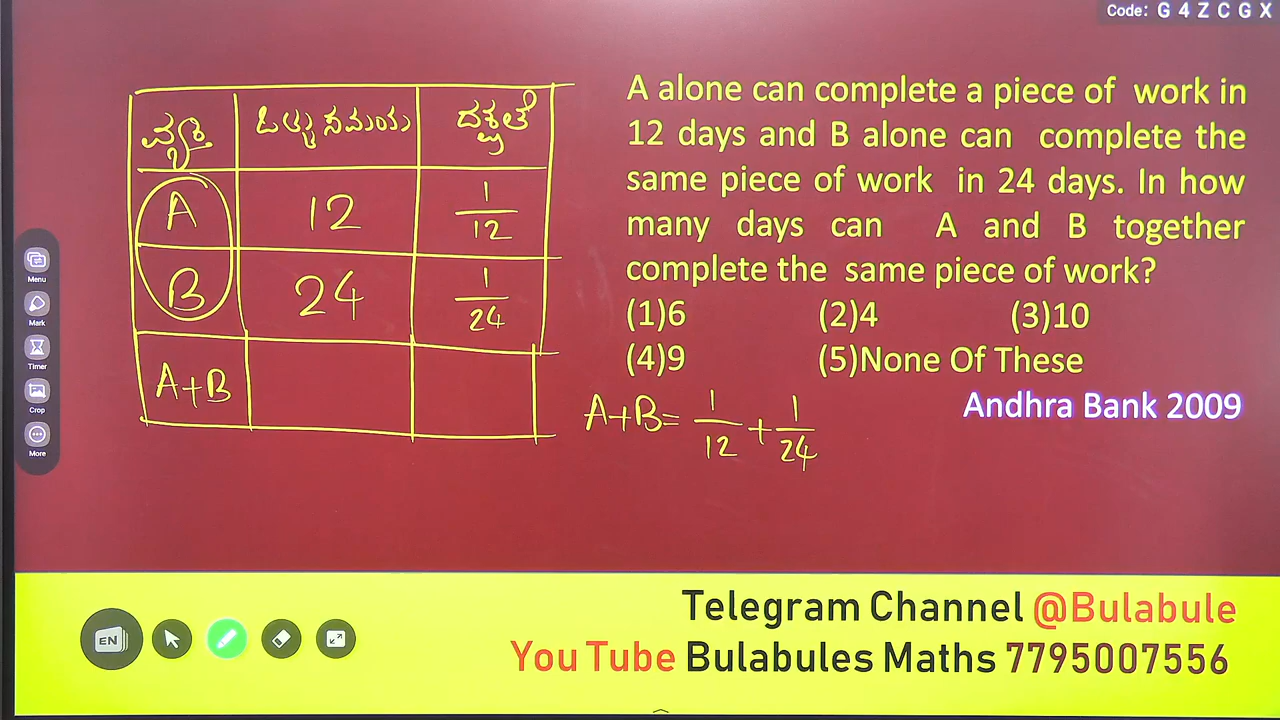 Code: G 4 Z C G X
A alone can complete a piece of work in
12 days and B alone can complete the
same piece of work in 24 days. In how
many days can A and B together
complete the same piece of work?
(1)6 (2)4 (3)10
(4)9 (5)None Of These
Andhra Bank 2009
ಒಟ್ಟು ಸಮಯ ದಕ್ಷತೆ
A 12 1/12
B 24 1/24
A+B
A+B= 1/12 + 1/24
Menu
Mark
Timer
Crop
More
EN
Telegram Channel @Bulabule
You Tube Bulabules Maths 7795007556